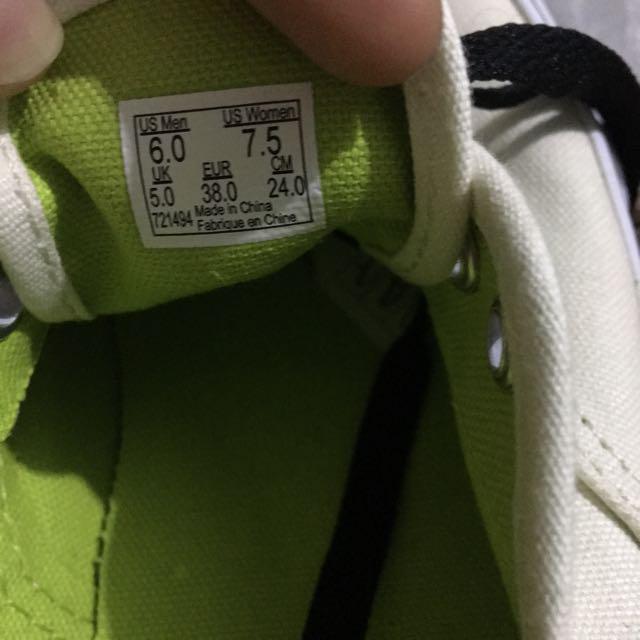 US Men US Women
6.0 7.5
UK EUR CM
5.0 38.0 24.0
721494 Made in China
Fabriqué en Chine